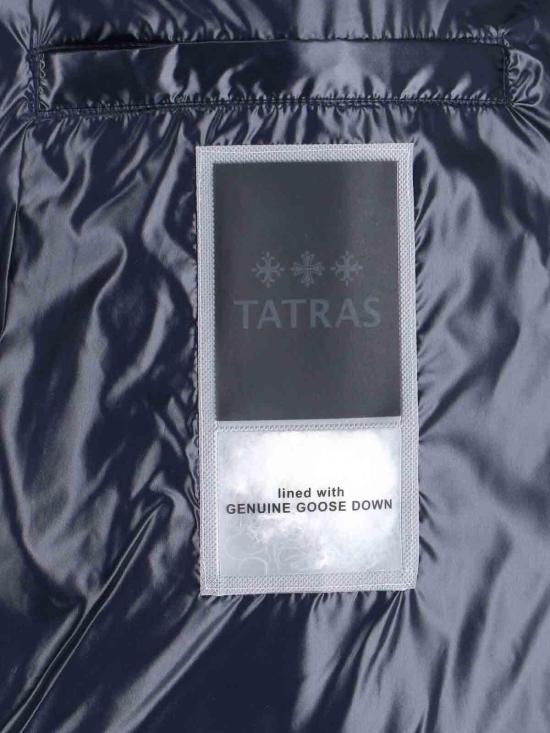 TATRAS
lined with
GENUINE GOOSE DOWN